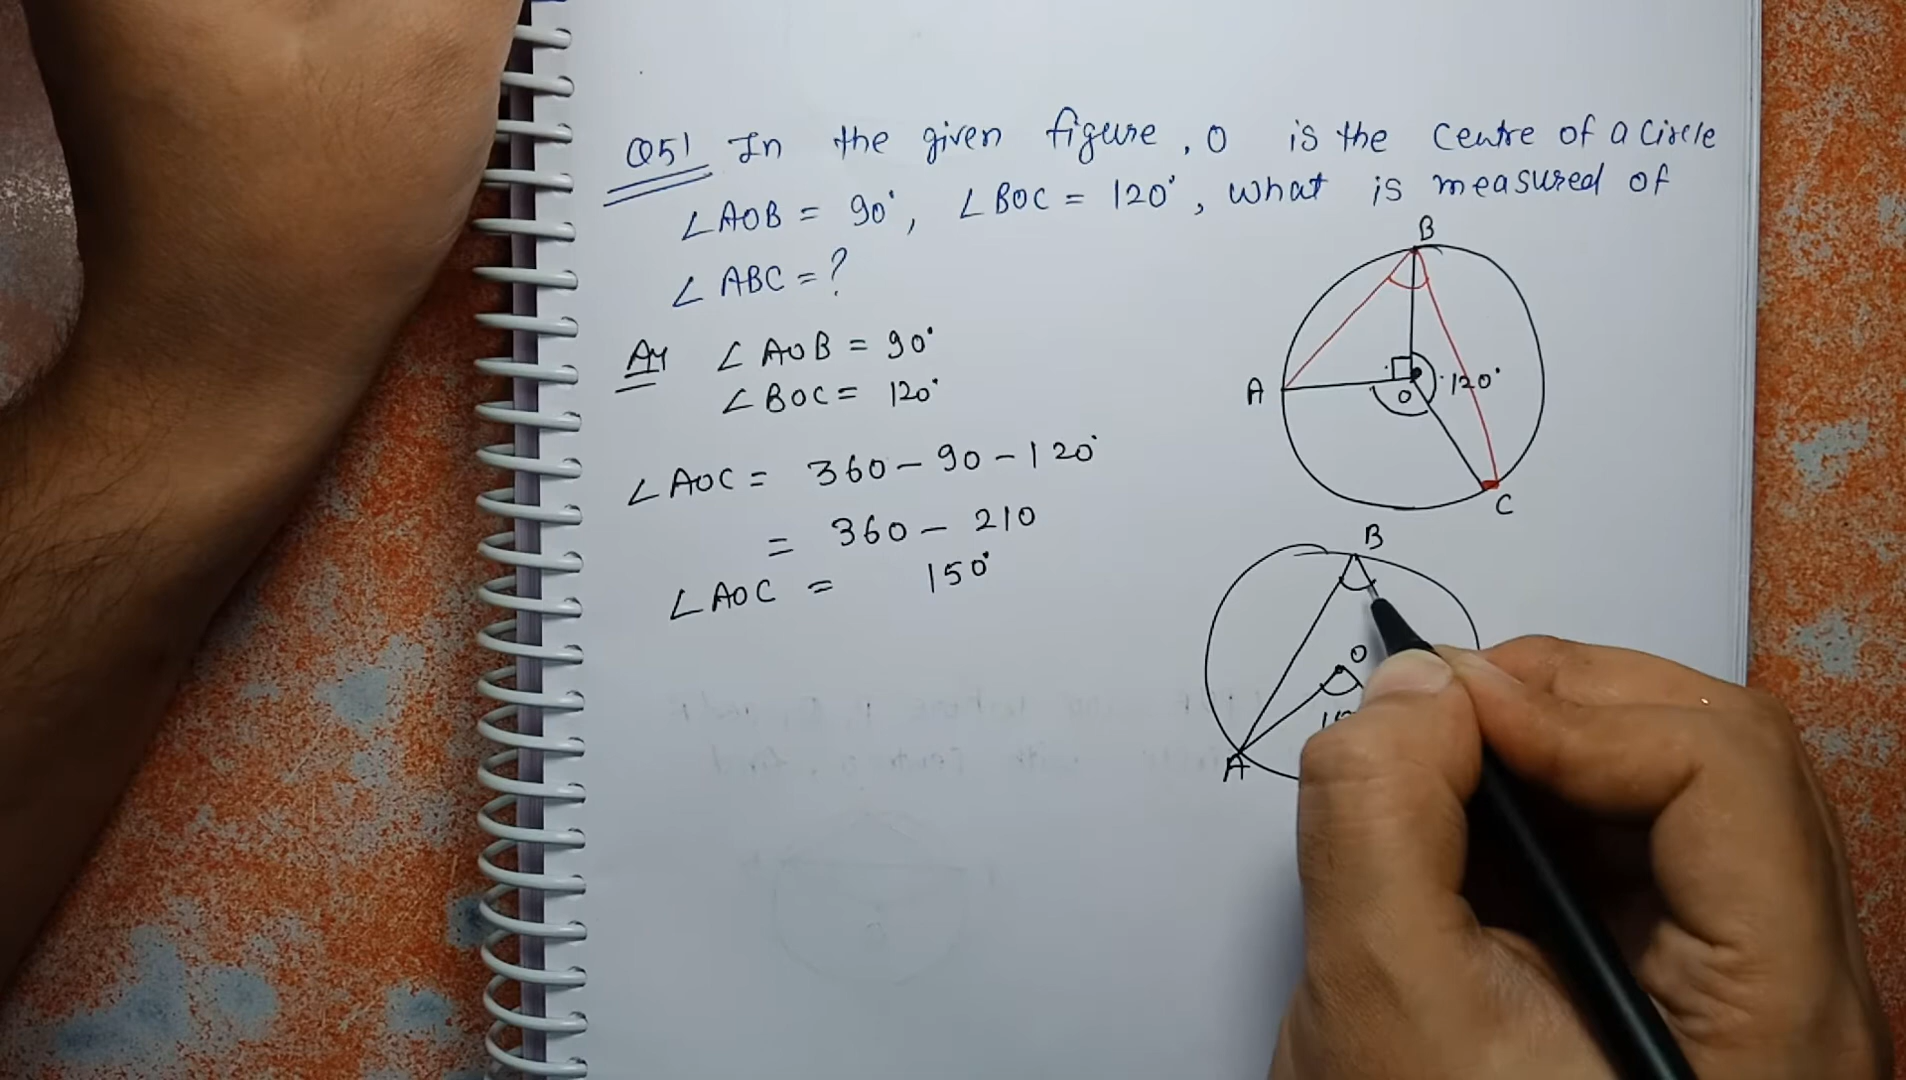 Q51 In the given figure, O is the Centre of a Circle
∠AOB = 90°, ∠BOC = 120°, What is measured of
∠ABC = ?
∠AOB = 90°
∠BOC = 120°
∠AOC = 360 - 90 - 120°
= 360 - 210
∠AOC = 150°
B
A
O
120°
C
B
O
A